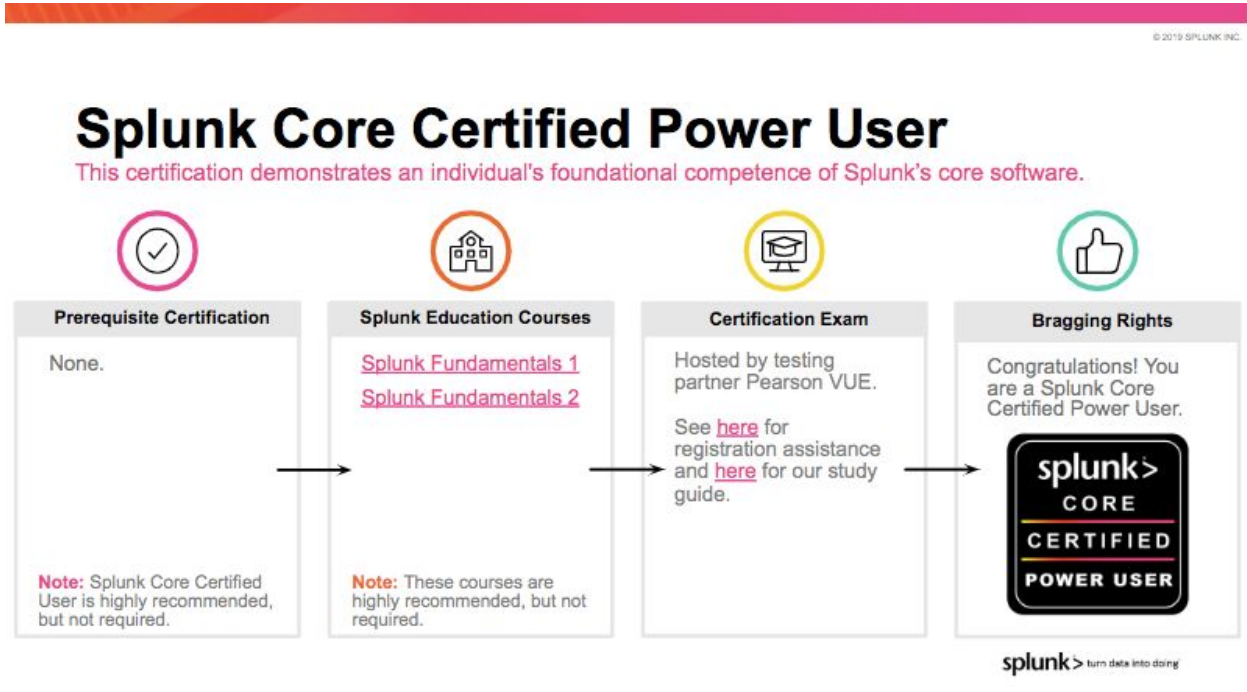 © 2019 SPLUNK INC.
Splunk Core Certified Power User
This certification demonstrates an individual's foundational competence of Splunk's core software.
Prerequisite Certification
None.
Note: Splunk Core Certified
User is highly recommended,
but not required.
Splunk Education Courses
Splunk Fundamentals 1
Splunk Fundamentals 2
Note: These courses are
highly recommended, but not
required.
Certification Exam
Hosted by testing
partner Pearson VUE.
See here for
registration assistance
and here for our study
guide.
Bragging Rights
Congratulations! You
are a Splunk Core
Certified Power User.
splunk>
CORE
CERTIFIED
POWER USER
splunk> turn data into doing